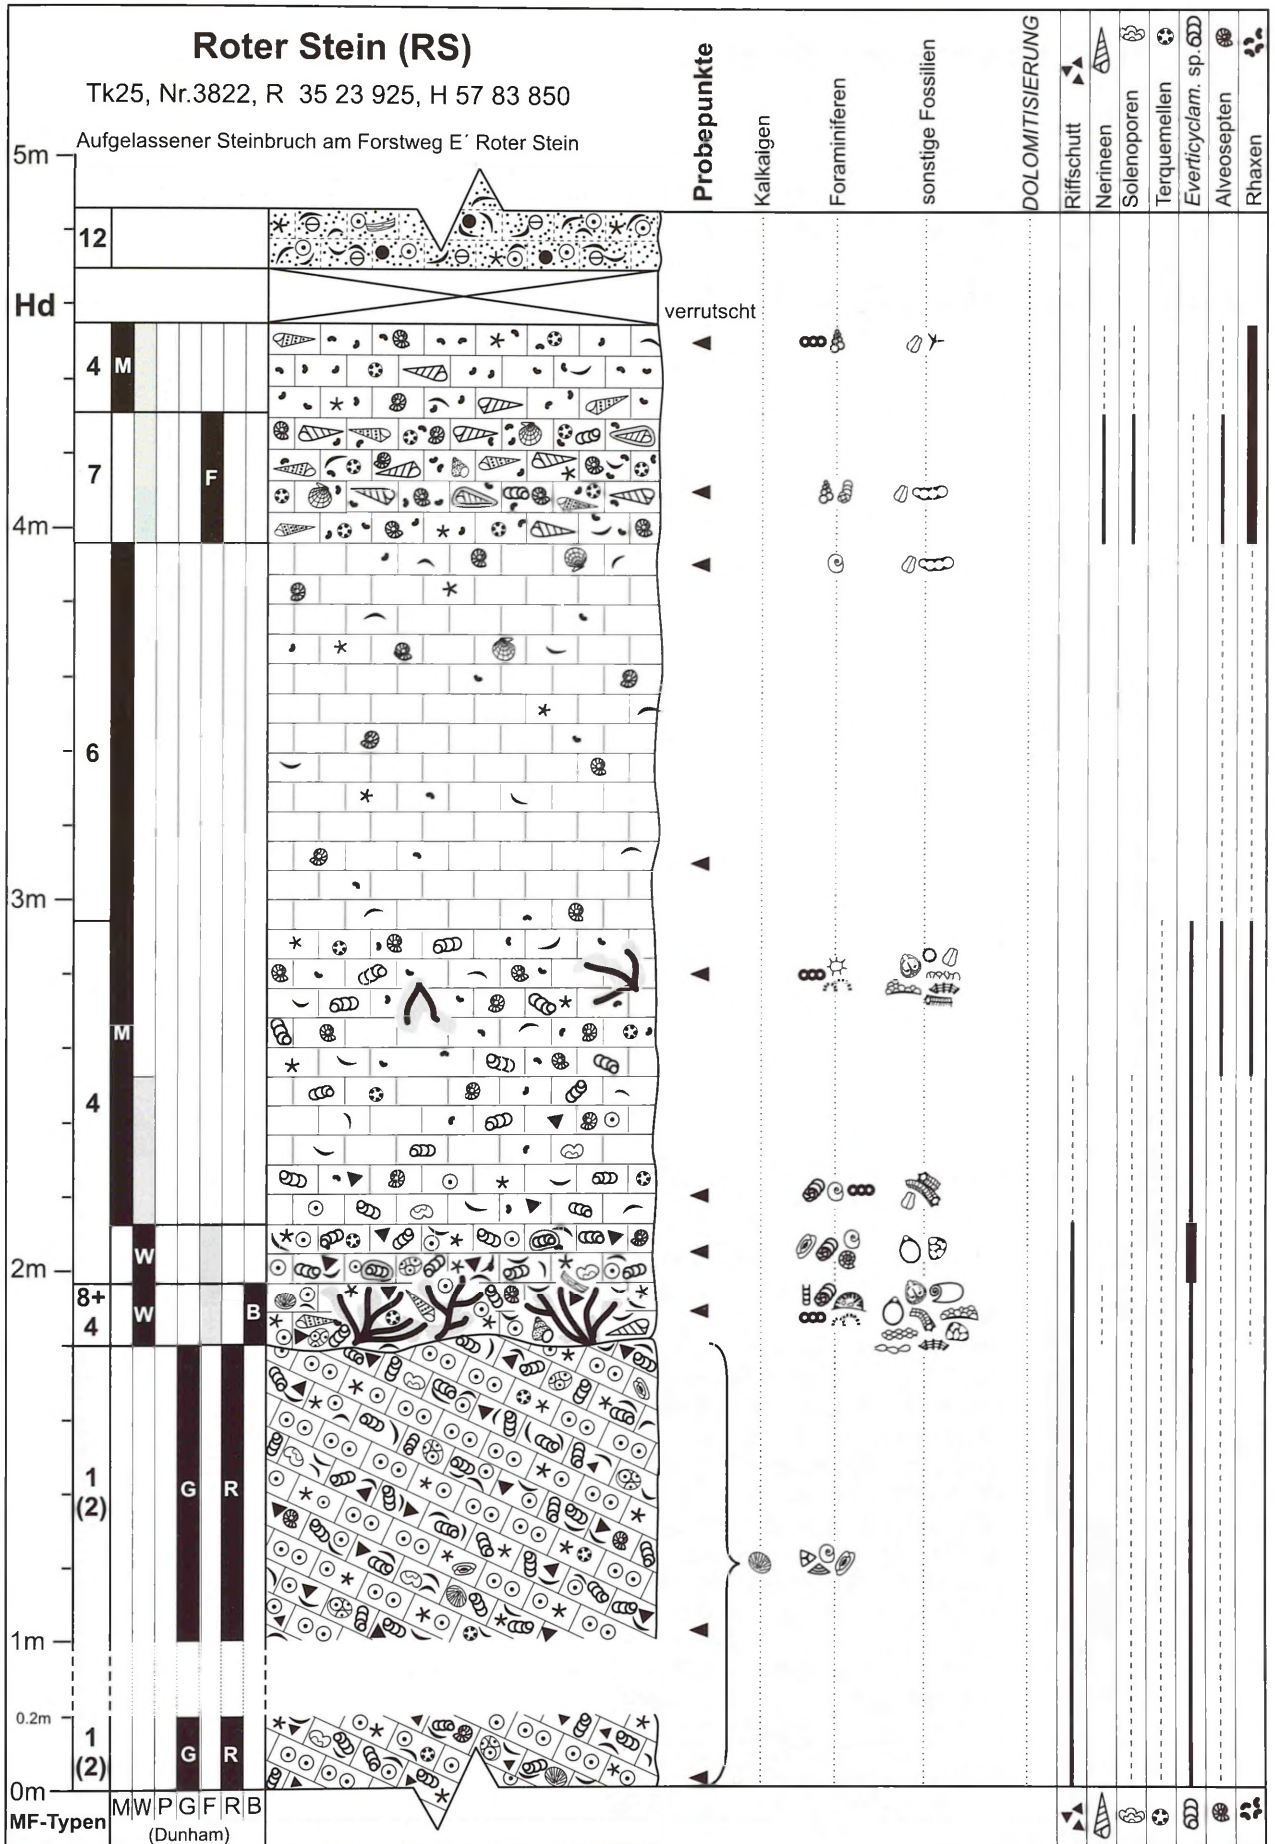 Roter Stein (RS)
Tk25, Nr.3822, R 35 23 925, H 57 83 850
Aufgelassener Steinbruch am Forstweg E´ Roter Stein
Probepunkte
Kalkalgen
Foraminiferen
sonstige Fossilien
DOLOMITISIERUNG
Riffschutt
Nerineen
Solenoporen
Terquemellen
Everticyclam. sp.
Alveosepten
Rhaxen
5m
12
Hd
verrutscht
4 M
7 F
4m
6
3m
M
4
W
2m
8+
4
W B
1
(2)
G R
1m
0.2m
1
(2)
G R
0m
MF-Typen
M W P G F R B
(Dunham)